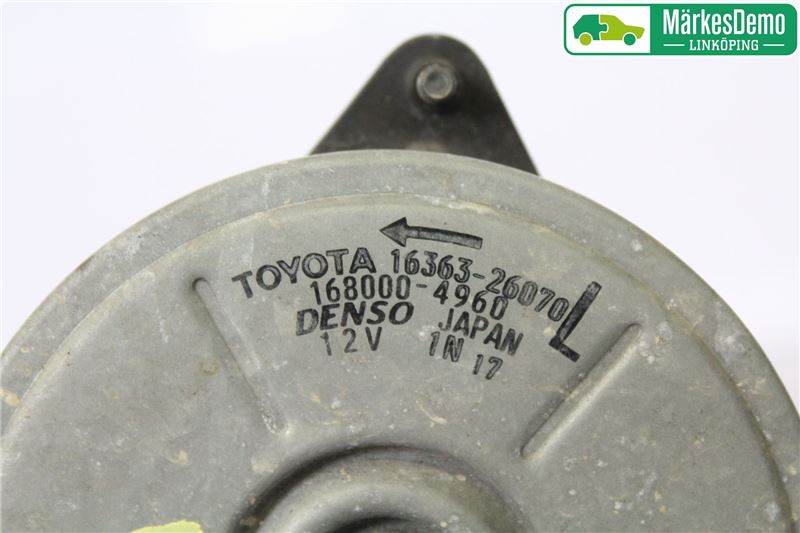 MärkesDemo
LINKÖPING
TOYOTA 16363-26070 L
168000-4960
DENSO JAPAN
12V 1N 17